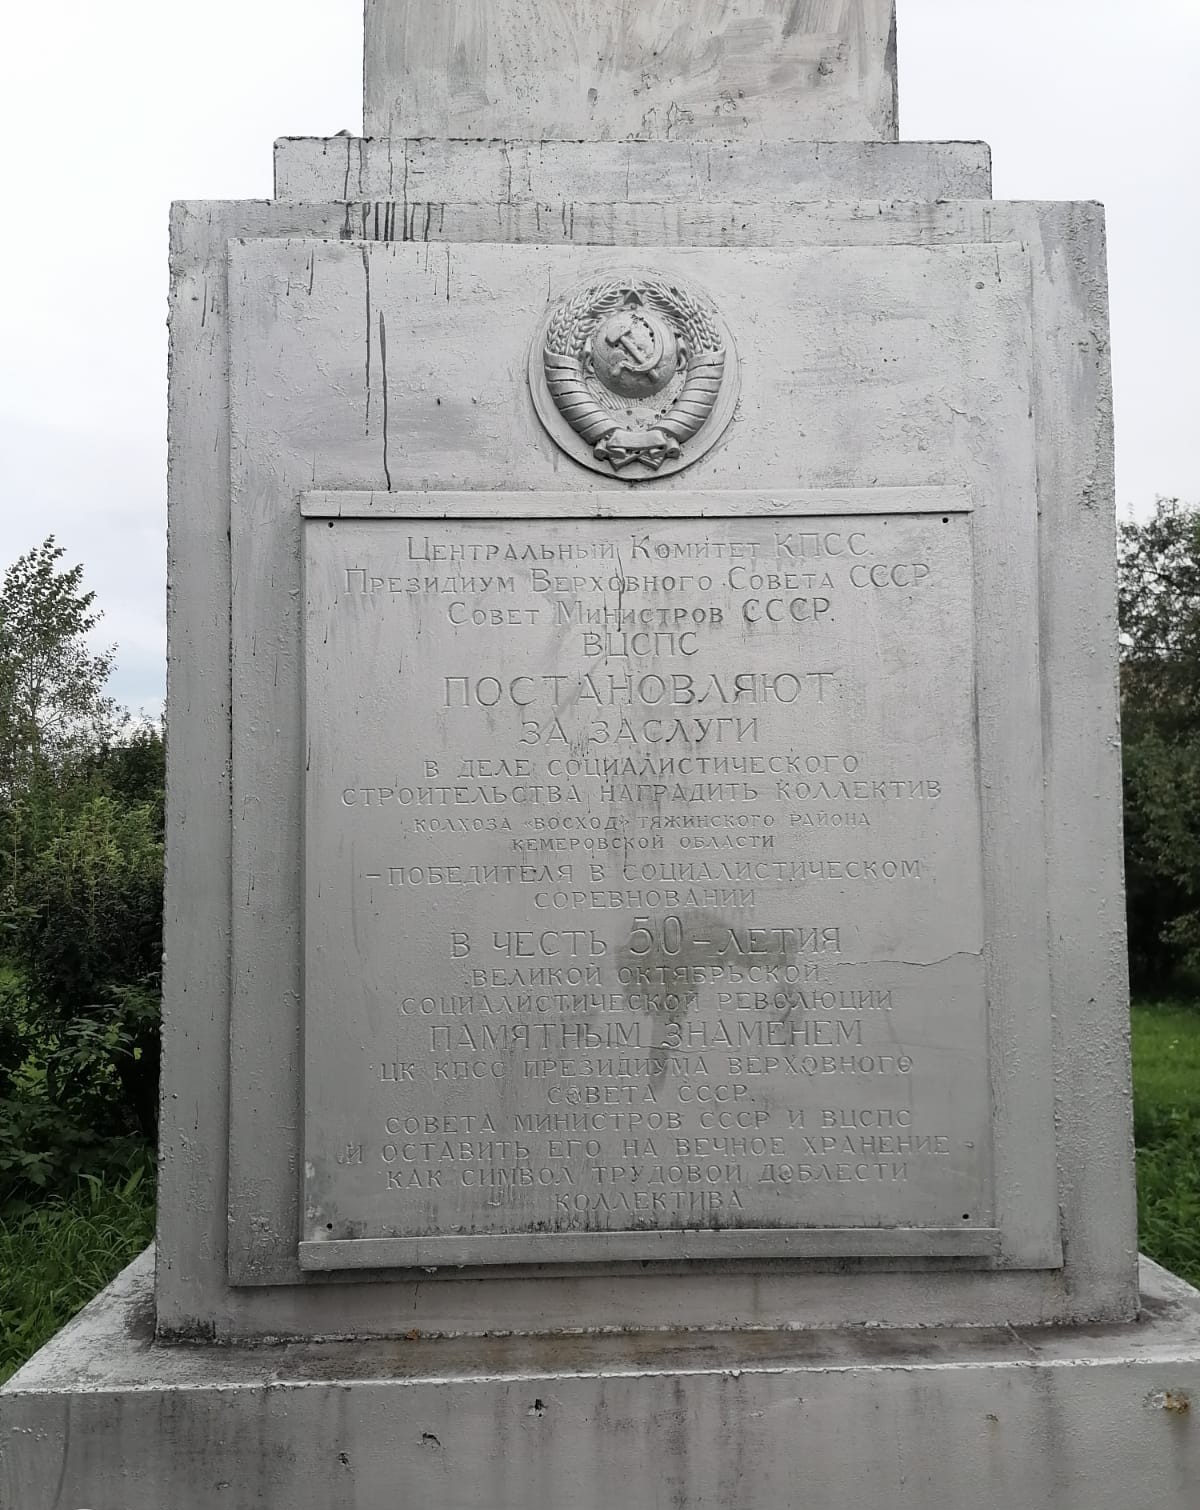 Центральный Комитет КПСС.
Президиум Верховного Совета СССР.
Совет Министров СССР.
ВЦСПС
ПОСТАНОВЛЯЮТ
ЗА ЗАСЛУГИ
В ДЕЛЕ СОЦИАЛИСТИЧЕСКОГО
СТРОИТЕЛЬСТВА НАГРАДИТЬ КОЛЛЕКТИВ
КОЛХОЗА «ВОСХОД» ТЯЖИНСКОГО РАЙОНА
КЕМЕРОВСКОЙ ОБЛАСТИ
-ПОБЕДИТЕЛЯ В СОЦИАЛИСТИЧЕСКОМ
СОРЕВНОВАНИИ
В ЧЕСТЬ 50-ЛЕТИЯ
ВЕЛИКОЙ ОКТЯБРЬСКОЙ
СОЦИАЛИСТИЧЕСКОЙ РЕВОЛЮЦИИ
ПАМЯТНЫМ ЗНАМЕНЕМ
ЦК КПСС ПРЕЗИДИУМА ВЕРХОВНОГО
СОВЕТА СССР.
СОВЕТА МИНИСТРОВ СССР И ВЦСПС
И ОСТАВИТЬ ЕГО НА ВЕЧНОЕ ХРАНЕНИЕ -
КАК СИМВОЛ ТРУДОВОЙ ДОБЛЕСТИ
КОЛЛЕКТИВА